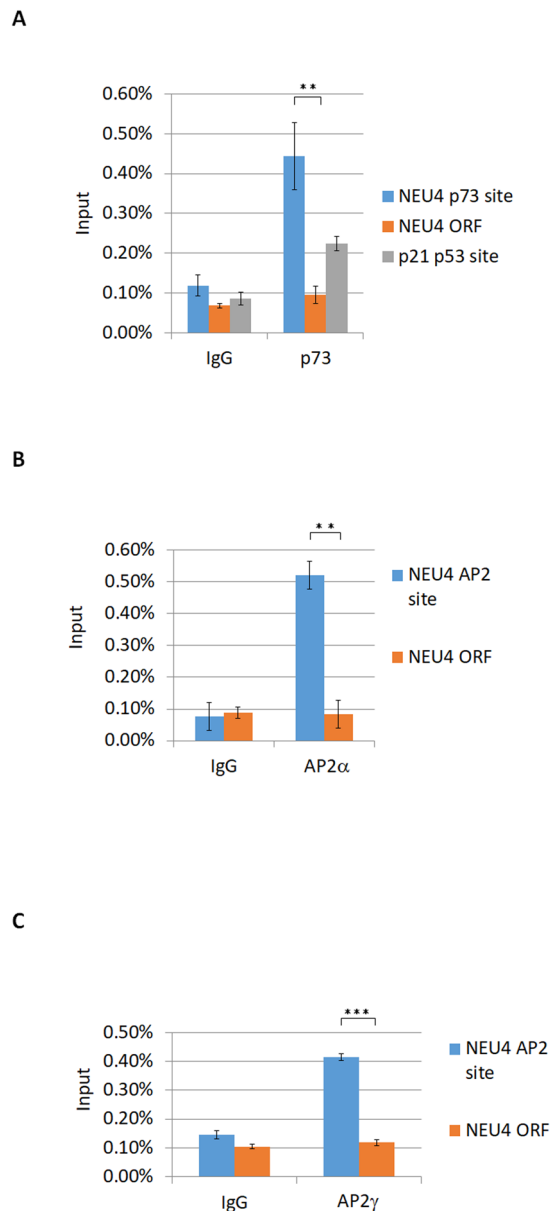 A
**
0.60%
0.50%
0.40%
0.30%
0.20%
0.10%
0.00%
Input
IgG
p73
NEU4 p73 site
NEU4 ORF
p21 p53 site
B
**
0.60%
0.50%
0.40%
0.30%
0.20%
0.10%
0.00%
Input
IgG
AP2α
NEU4 AP2
site
NEU4 ORF
C
***
0.50%
0.40%
0.30%
0.20%
0.10%
0.00%
Input
IgG
AP2γ
NEU4 AP2
site
NEU4 ORF